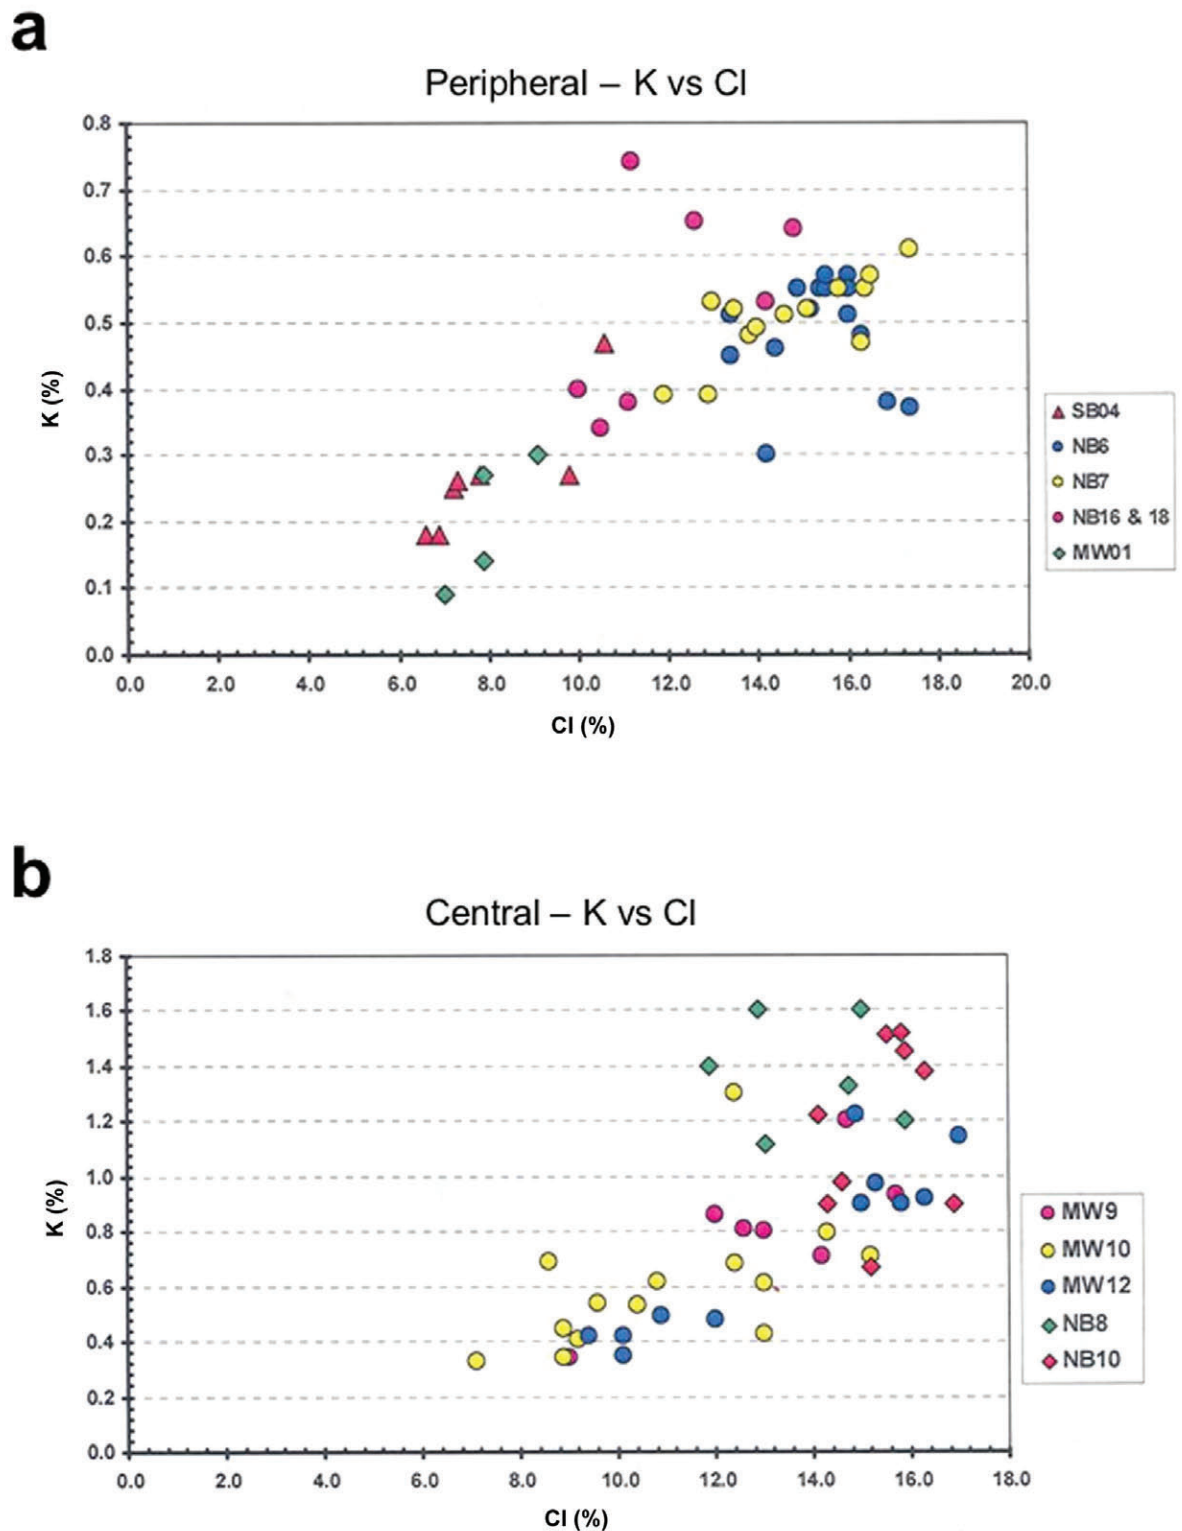 a
Peripheral – K vs Cl
0.8
0.7
0.6
0.5
0.4
0.3
0.2
0.1
0.0
K (%)
0.0 2.0 4.0 6.0 8.0 10.0 12.0 14.0 16.0 18.0 20.0
Cl (%)
SB04
NB6
NB7
NB16 & 18
MW01
b
Central – K vs Cl
1.8
1.6
1.4
1.2
1.0
0.8
0.6
0.4
0.2
0.0
K (%)
0.0 2.0 4.0 6.0 8.0 10.0 12.0 14.0 16.0 18.0
Cl (%)
MW9
MW10
MW12
NB8
NB10